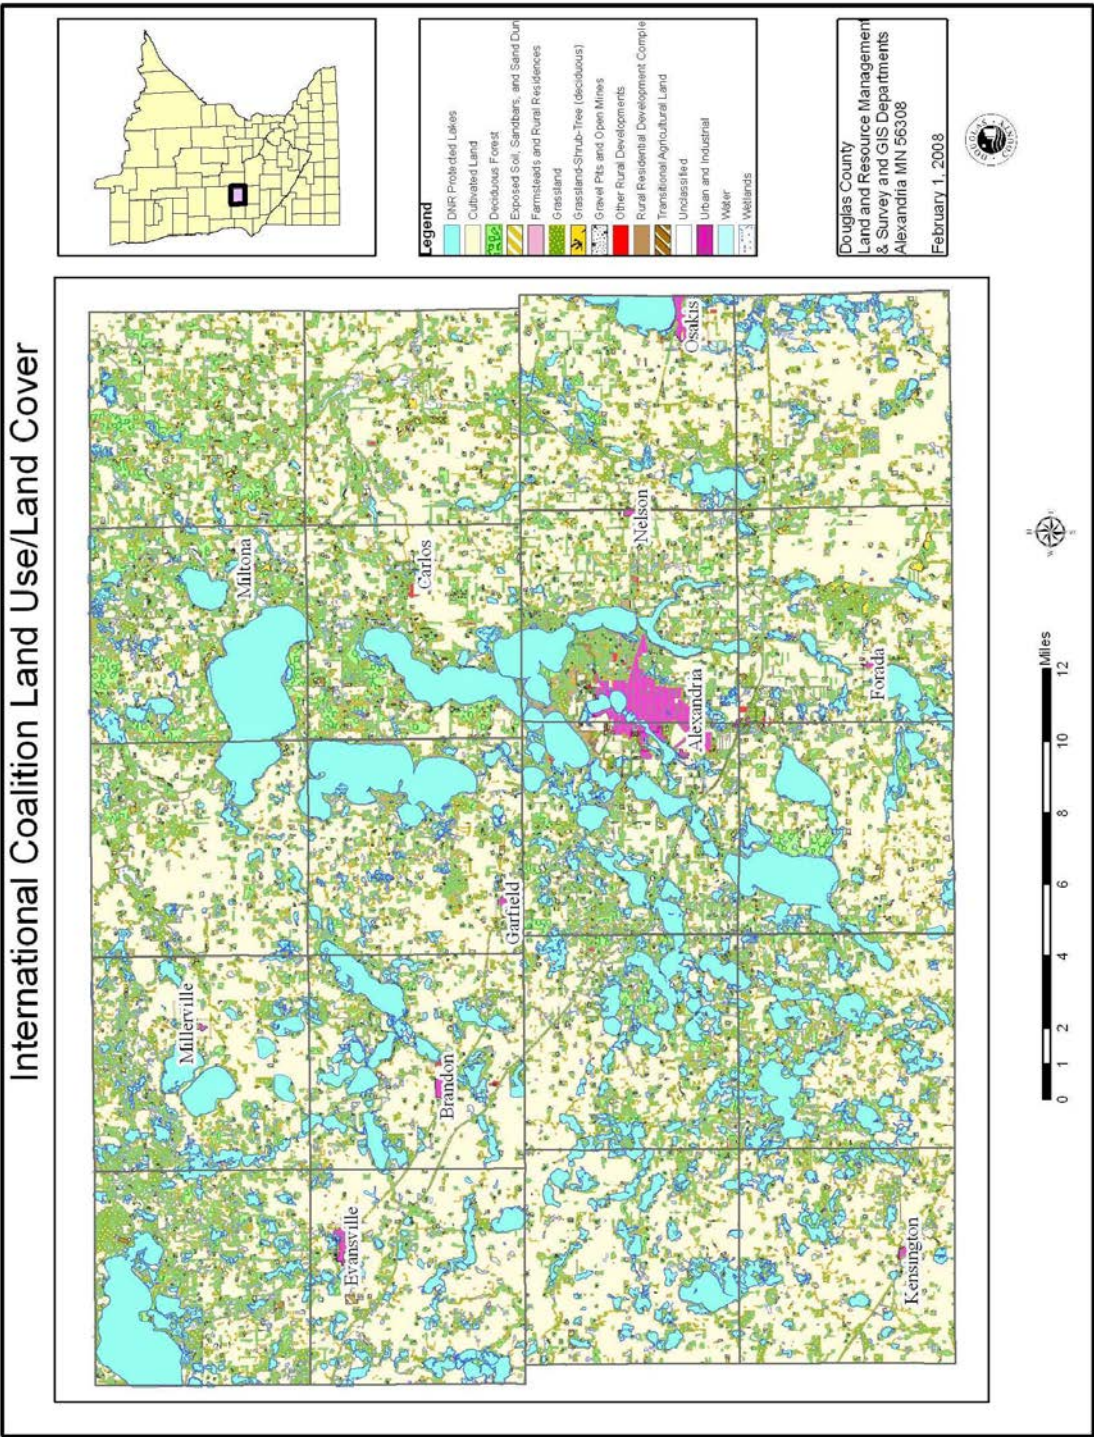 International Coalition Land Use/Land Cover
Millerville
Miltona
Evansville
Brandon
Garfield
Carlos
Nelson
Osakis
Alexandria
Forada
Kensington
Legend
DNR Protected Lakes
Cultivated Land
Deciduous Forest
Exposed Soil, Sandbars, and Sand Dun
Farmsteads and Rural Residences
Grassland
Grassland-Shrub-Tree (deciduous)
Gravel Pits and Open Mines
Other Rural Developments
Rural Residential Development Comple
Transitional Agricultural Land
Unclassified
Urban and Industrial
Water
Wetlands
Douglas County
Land and Resource Management
& Survey and GIS Departments
Alexandria MN 56308
February 1, 2008
DOUGLAS COUNTY
N
W E
S
0 1 2 4 6 8 10 12
Miles